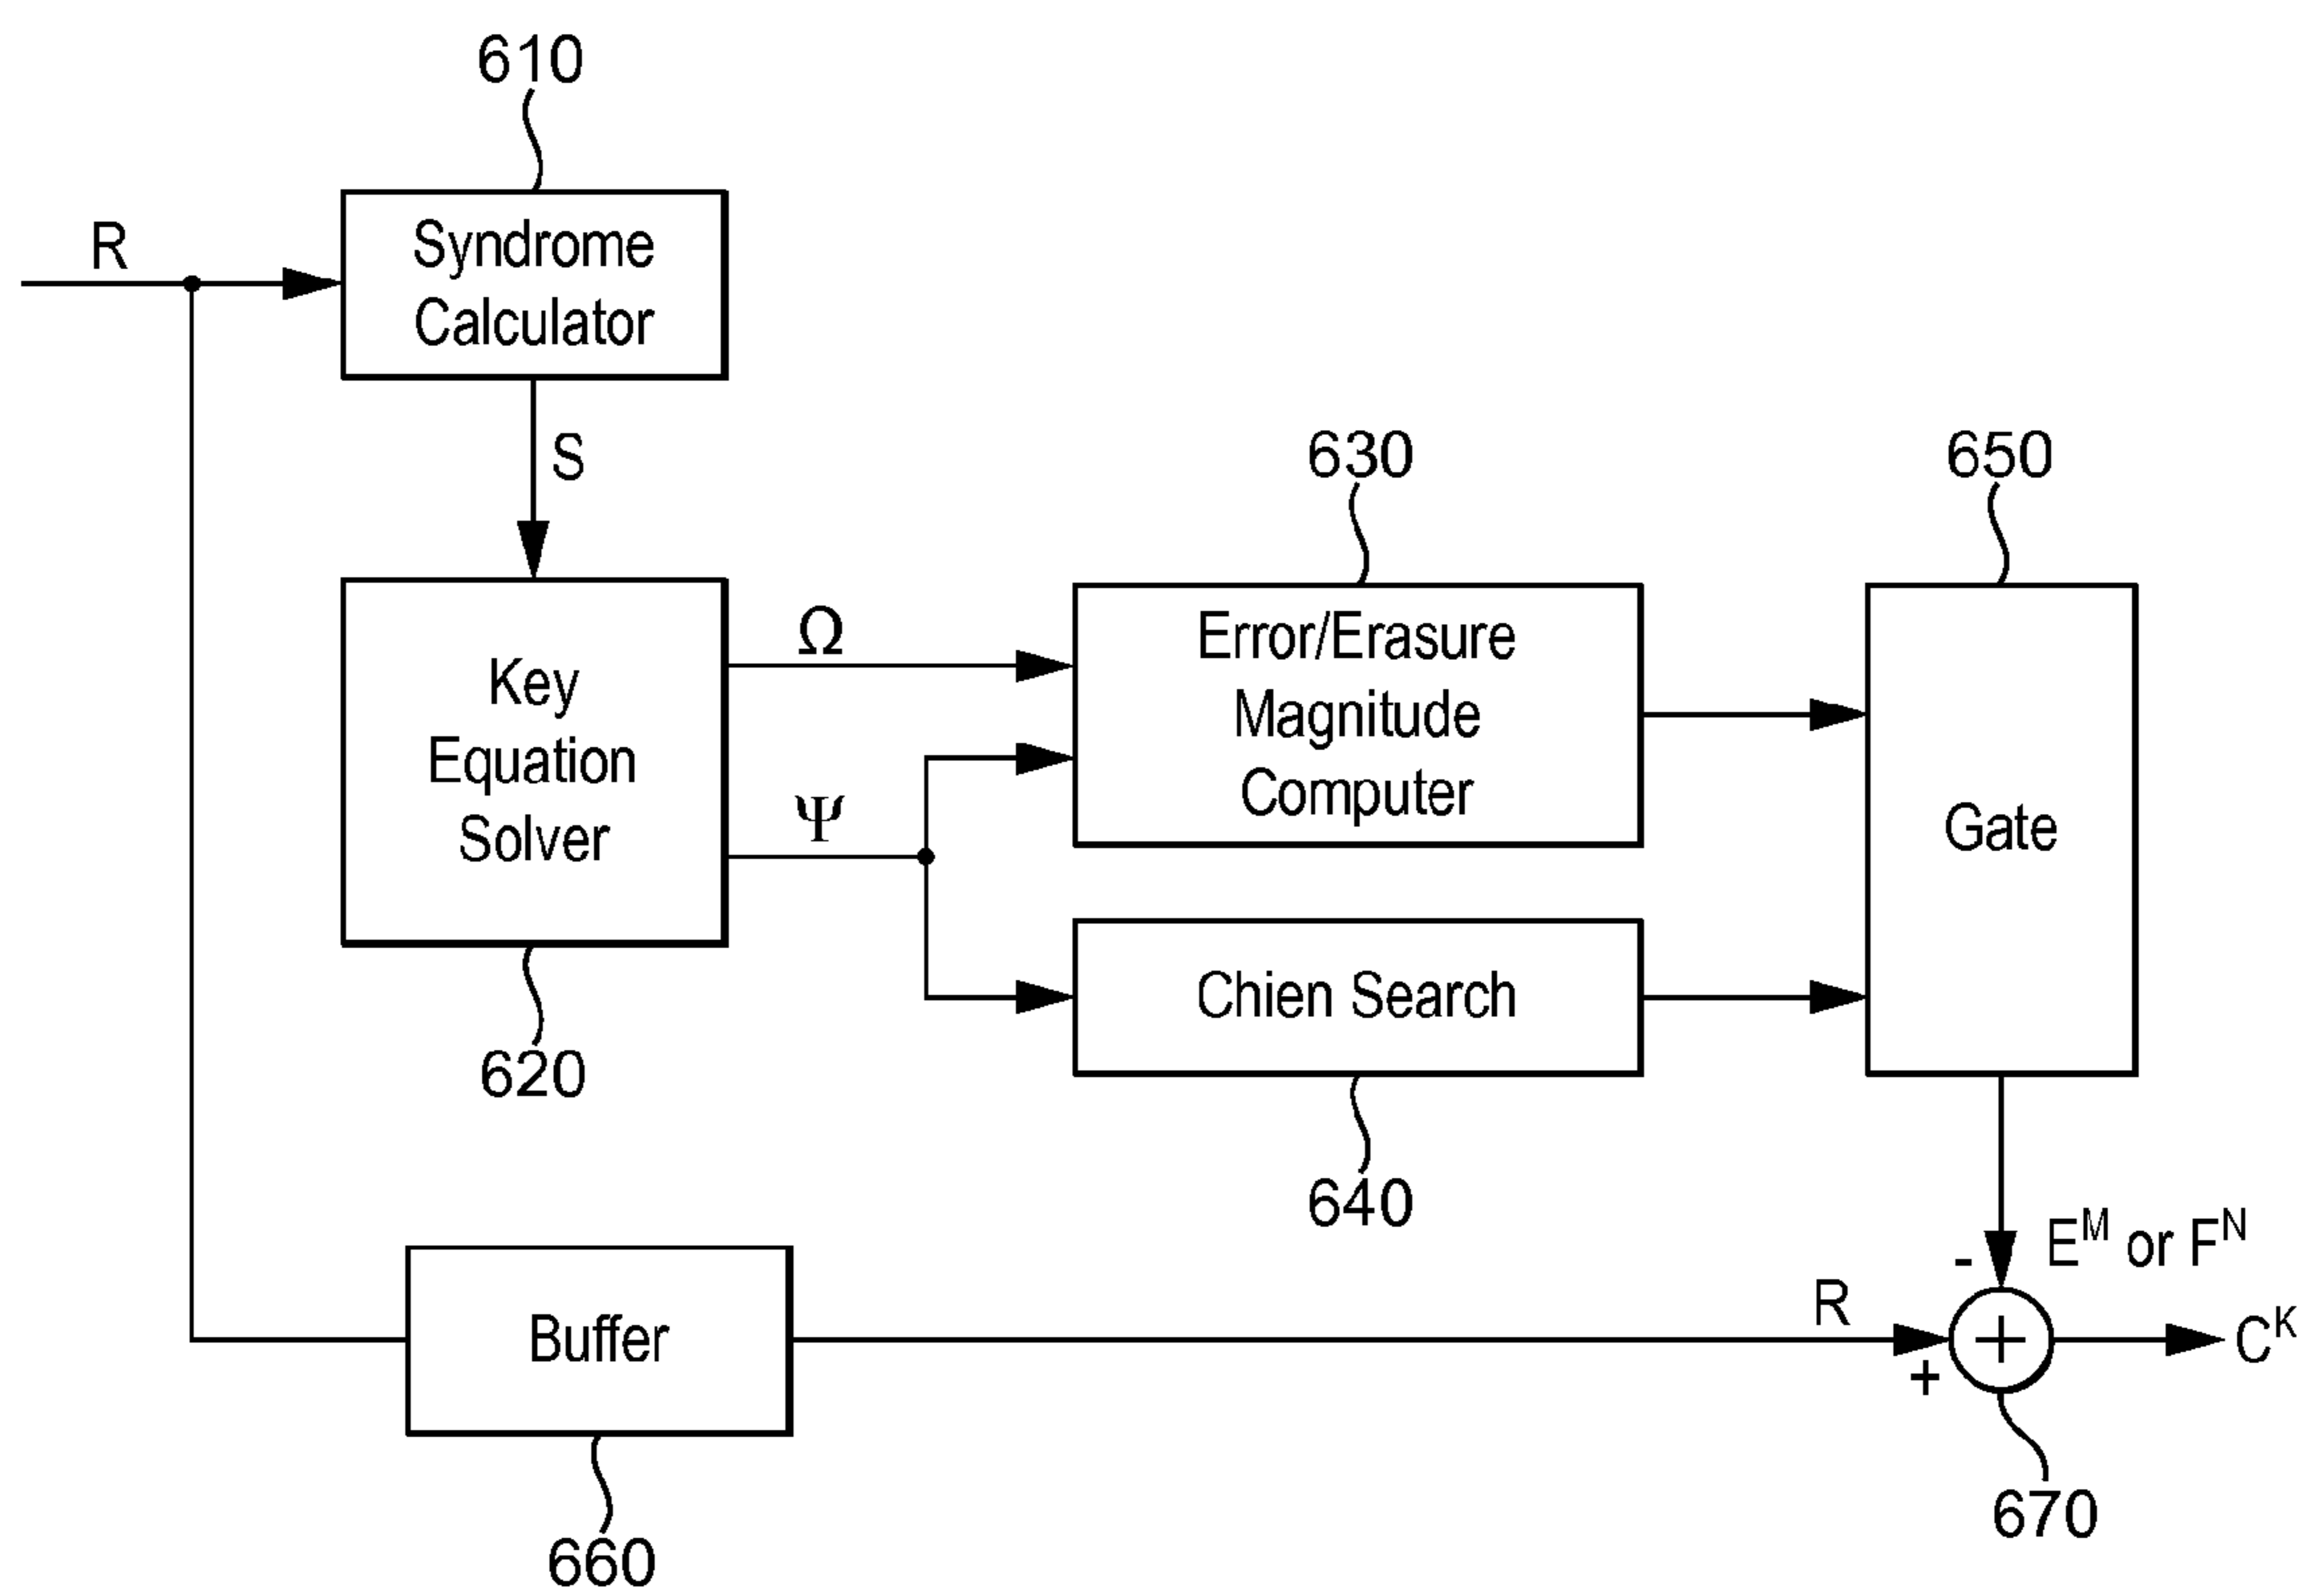 610
R
Syndrome
Calculator
S
630
650
Ω
Error/Erasure
Magnitude
Computer
Key
Equation
Solver
Ψ
Gate
Chien Search
620
640
E^M or F^N
-
R
Buffer
+
C^K
+
670
660